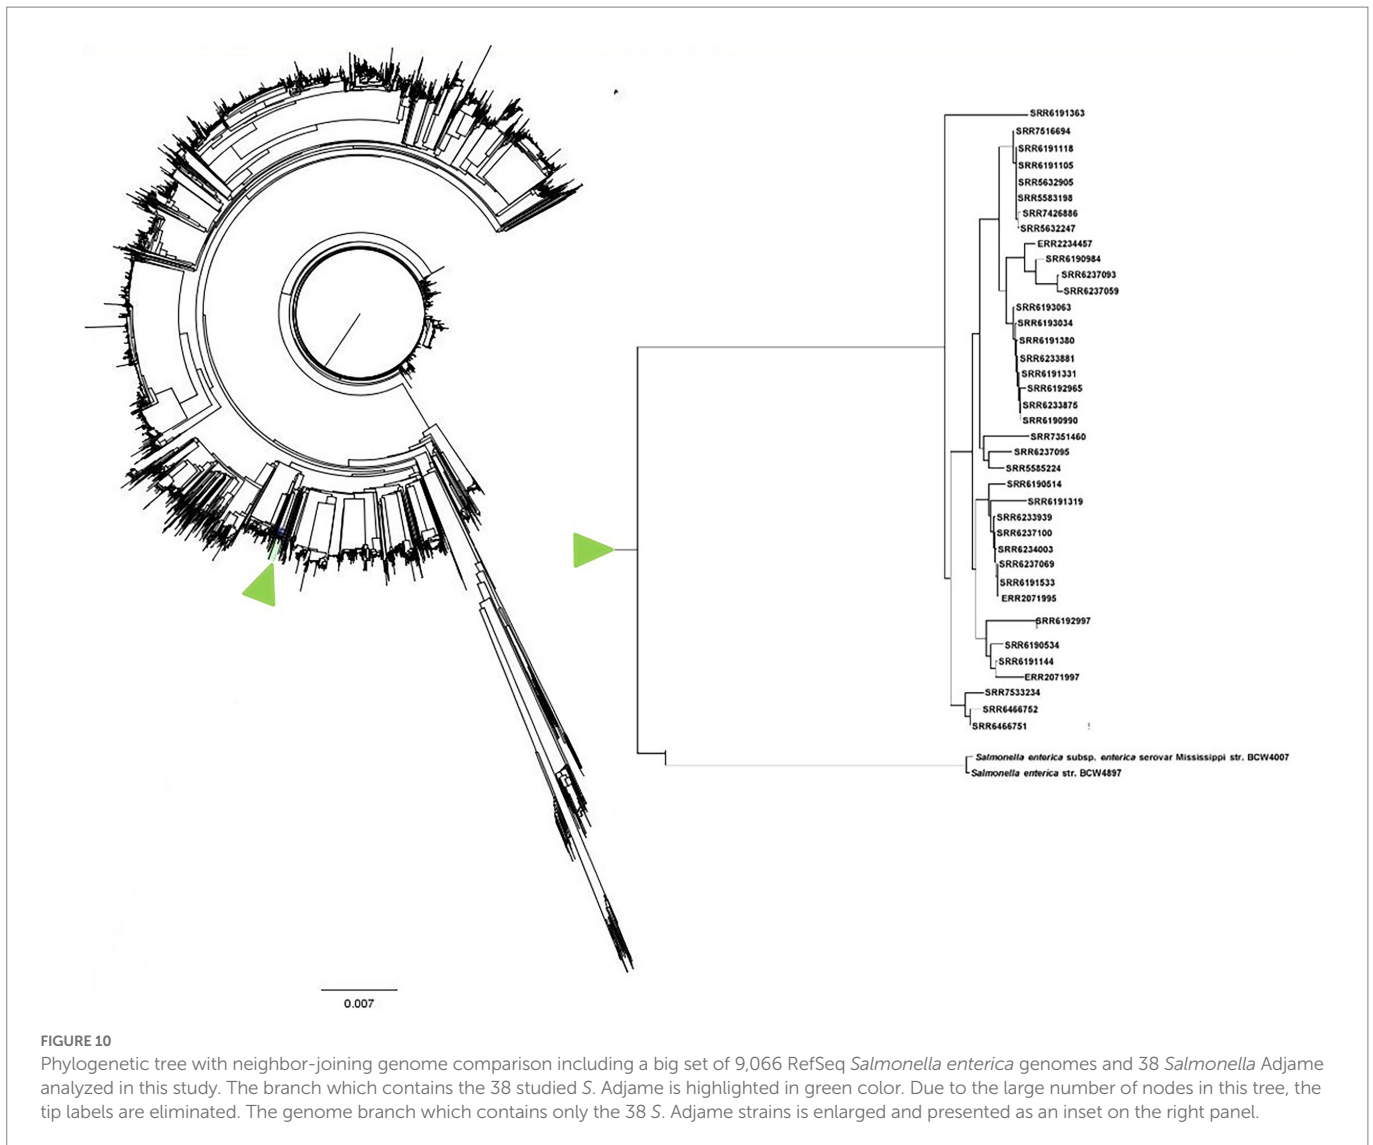 SRR6191363
SRR7516694
SRR6191118
SRR6191105
SRR5632905
SRR5583198
SRR7426886
SRR5632247
ERR2234457
SRR6190984
SRR6237093
SRR6237059
SRR6193063
SRR6193034
SRR6191380
SRR6233881
SRR6191331
SRR6192965
SRR6233875
SRR6190990
SRR7351460
SRR6237095
SRR5585224
SRR6190514
SRR6191319
SRR6233939
SRR6237100
SRR6234003
SRR6237069
SRR6191533
ERR2071995
SRR6192997
SRR6190534
SRR6191144
ERR2071997
SRR7533234
SRR6466752
SRR6466751
Salmonella enterica subsp. enterica serovar Mississippi str. BCW4007
Salmonella enterica str. BCW4897
0.007
FIGURE 10
Phylogenetic tree with neighbor-joining genome comparison including a big set of 9,066 RefSeq Salmonella enterica genomes and 38 Salmonella Adjame
analyzed in this study. The branch which contains the 38 studied S. Adjame is highlighted in green color. Due to the large number of nodes in this tree, the
tip labels are eliminated. The genome branch which contains only the 38 S. Adjame strains is enlarged and presented as an inset on the right panel.